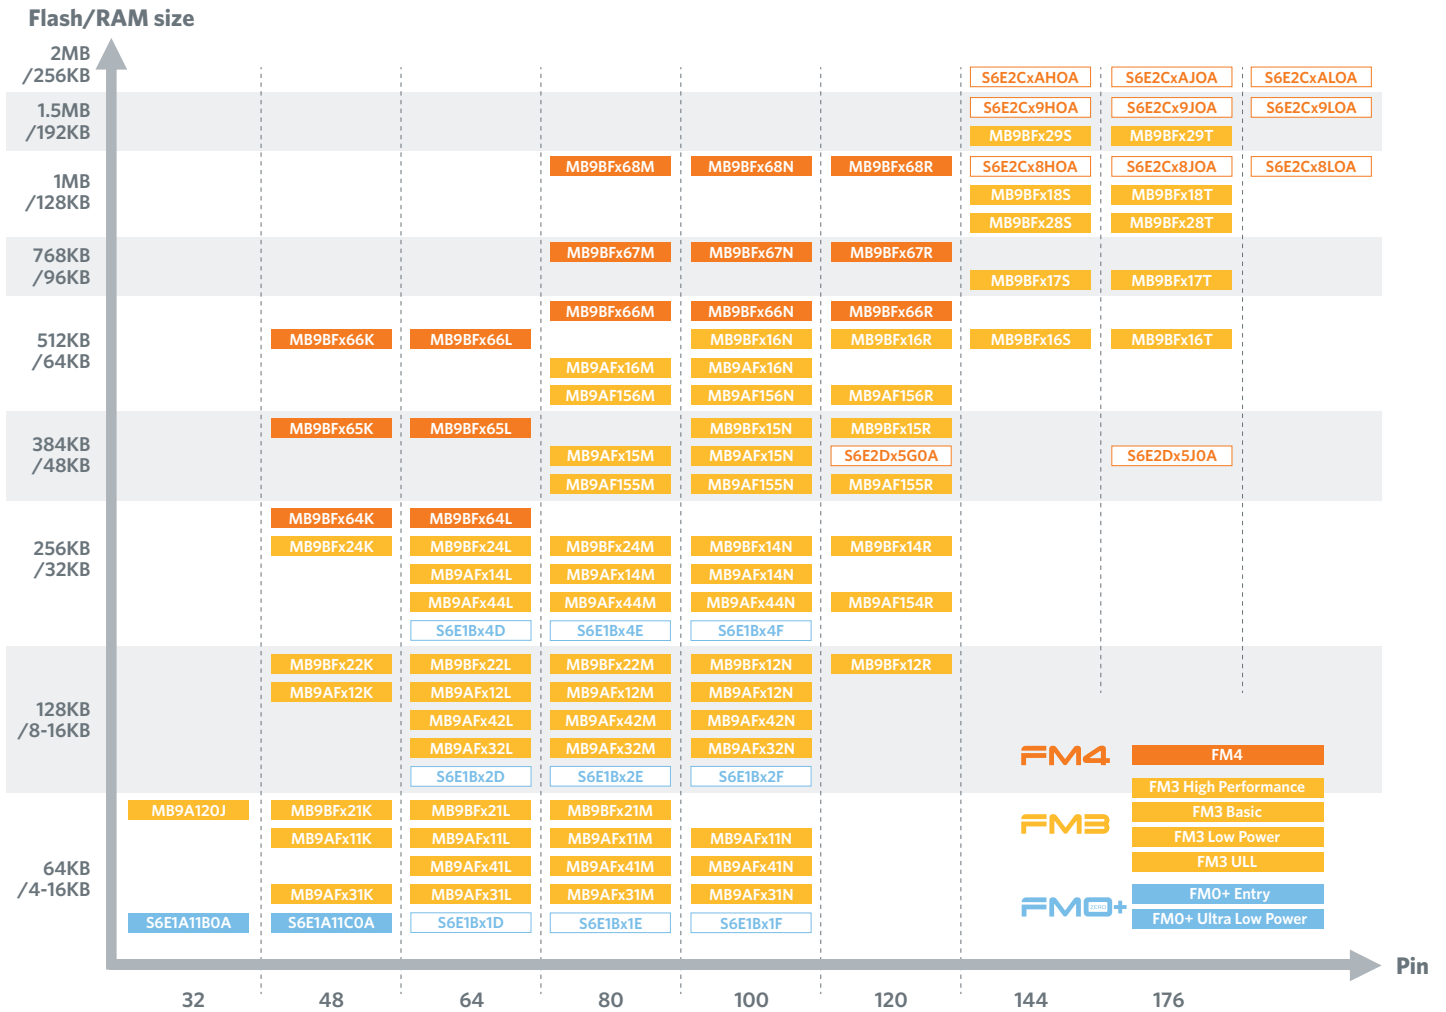 Flash/RAM size
2MB
/256KB
S6E2CxAHOA S6E2CxAJOA S6E2CxALOA
1.5MB
/192KB
S6E2Cx9HOA S6E2Cx9JOA S6E2Cx9LOA
MB9BFx29S MB9BFx29T
1MB
/128KB
MB9BFx68M MB9BFx68N MB9BFx68R S6E2Cx8HOA S6E2Cx8JOA S6E2Cx8LOA
MB9BFx18S MB9BFx18T
MB9BFx28S MB9BFx28T
768KB
/96KB
MB9BFx67M MB9BFx67N MB9BFx67R
MB9BFx17S MB9BFx17T
512KB
/64KB
MB9BFx66M MB9BFx66N MB9BFx66R
MB9BFx66K MB9BFx66L MB9BFx16N MB9BFx16R MB9BFx16S MB9BFx16T
MB9AFx16M MB9AFx16N
MB9AF156M MB9AF156N MB9AF156R
384KB
/48KB
MB9BFx65K MB9BFx65L MB9BFx15N MB9BFx15R
MB9AFx15M MB9AFx15N S6E2Dx5G0A S6E2Dx5J0A
MB9AF155M MB9AF155N MB9AF155R
256KB
/32KB
MB9BFx64K MB9BFx64L
MB9BFx24K MB9BFx24L MB9BFx24M MB9BFx14N MB9BFx14R
MB9AFx14L MB9AFx14M MB9AFx14N
MB9AFx44L MB9AFx44M MB9AFx44N MB9AF154R
S6E1Bx4D S6E1Bx4E S6E1Bx4F
128KB
/8-16KB
MB9BFx22K MB9BFx22L MB9BFx22M MB9BFx12N MB9BFx12R
MB9AFx12K MB9AFx12L MB9AFx12M MB9AFx12N
MB9AFx42L MB9AFx42M MB9AFx42N
MB9AFx32L MB9AFx32M MB9AFx32N
S6E1Bx2D S6E1Bx2E S6E1Bx2F
64KB
/4-16KB
MB9A120J MB9BFx21K MB9BFx21L MB9BFx21M
MB9AFx11K MB9AFx11L MB9AFx11M MB9AFx11N
MB9AFx41L MB9AFx41M MB9AFx41N
MB9AFx31K MB9AFx31L MB9AFx31M MB9AFx31N
S6E1A11B0A S6E1A11C0A S6E1Bx1D S6E1Bx1E S6E1Bx1F
FM4 FM4
FM3
FM3 High Performance
FM3 Basic
FM3 Low Power
FM3 ULL
FM0+ ZERO
FM0+ Entry
FM0+ Ultra Low Power
Pin
32 48 64 80 100 120 144 176